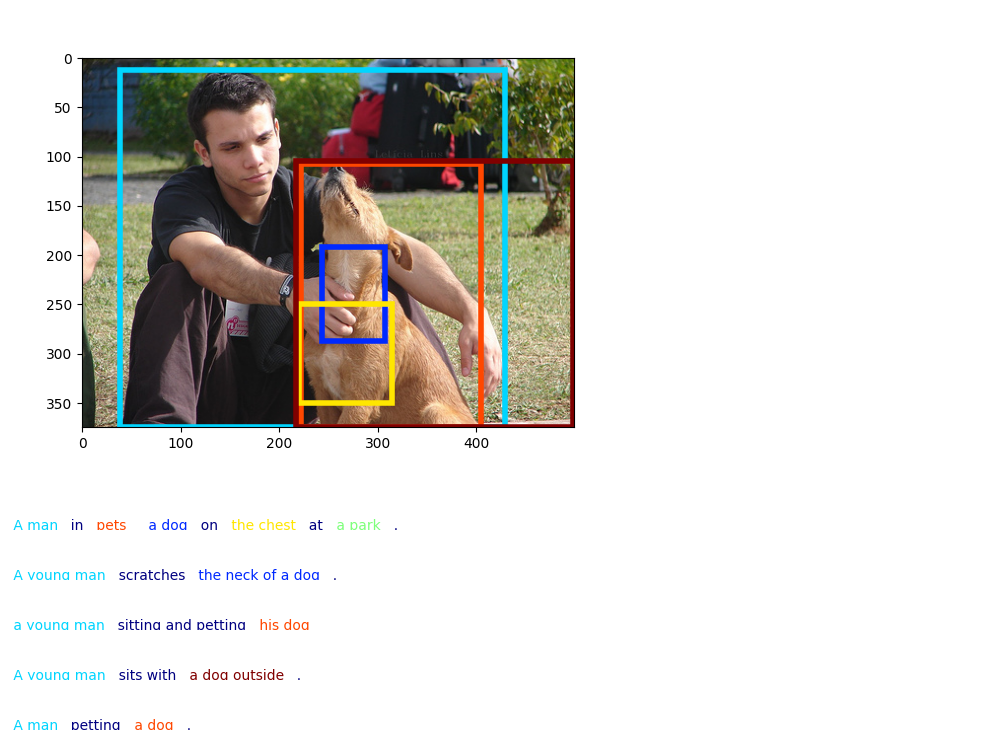 0
50
100
150
200
250
300
350
0 100 200 300 400
A man in pets a dog on the chest at a park .
A young man scratches the neck of a dog .
a young man sitting and petting his dog
A young man sits with a dog outside .
A man petting a dog .